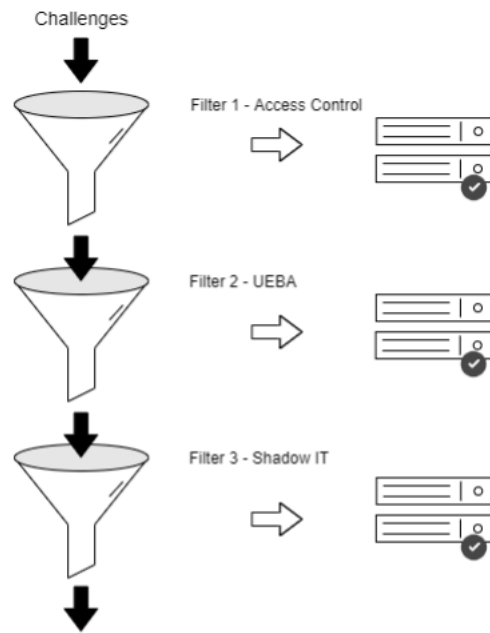 Challenges
Filter 1 - Access Control
Filter 2 - UEBA
Filter 3 - Shadow IT